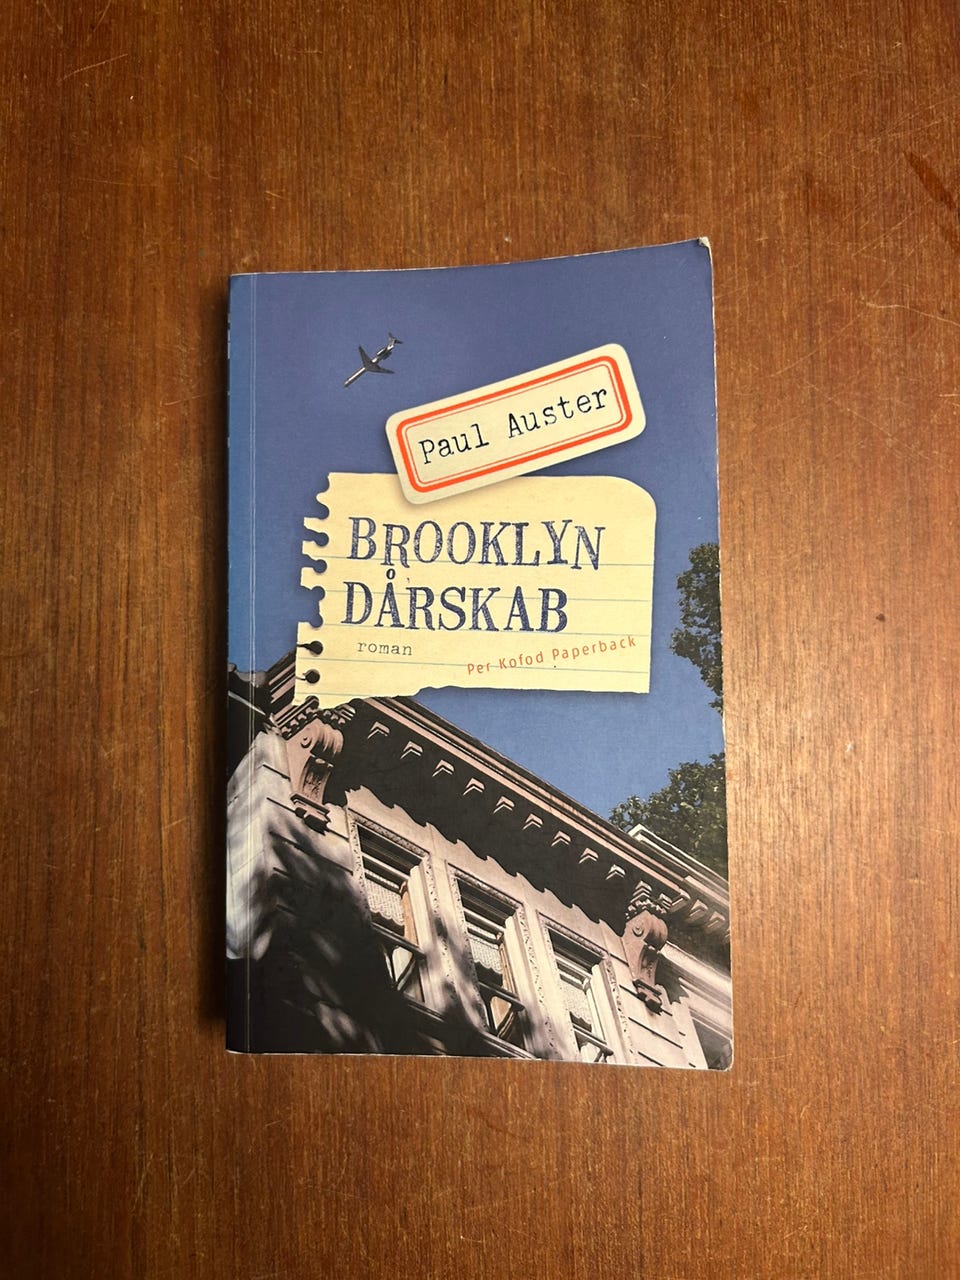 Paul Auster
BROOKLYN
DÅRSKAB
roman
Per Kofod Paperback